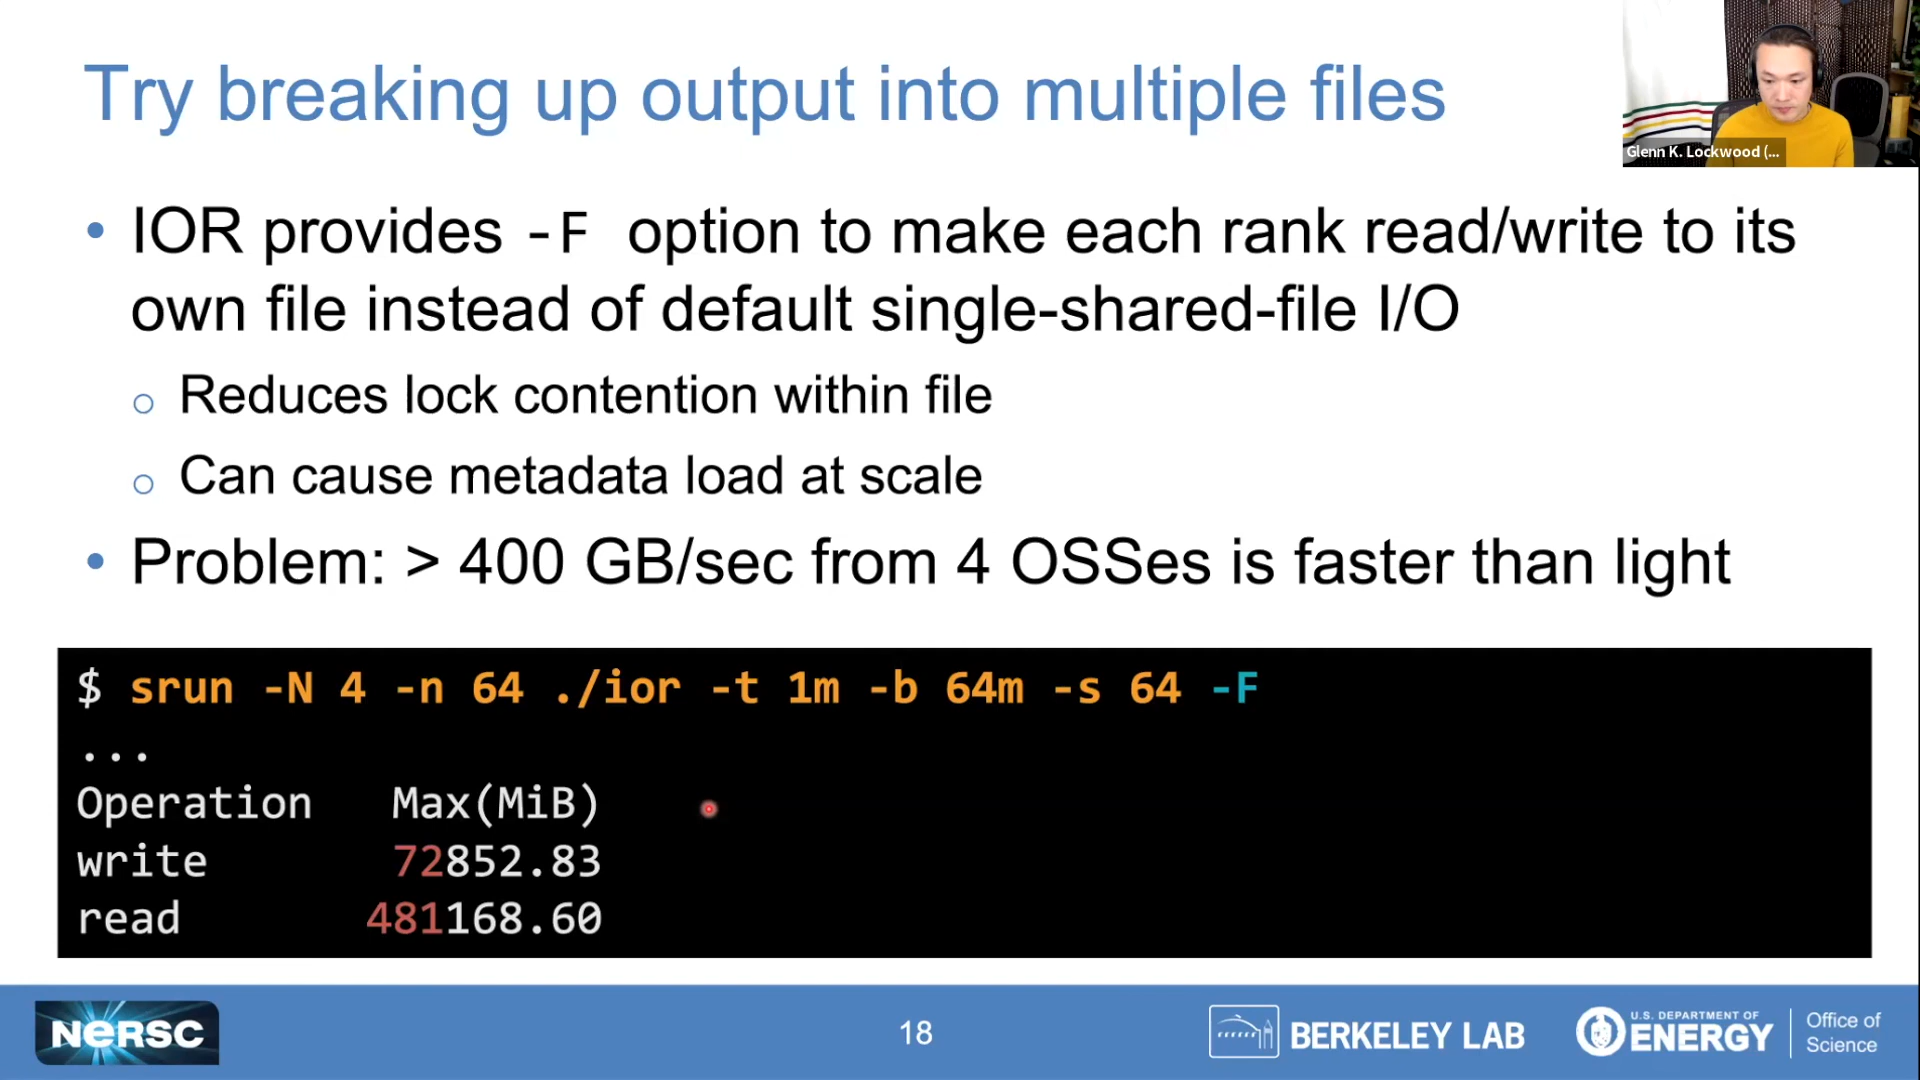 Try breaking up output into multiple files
Glenn K. Lockwood (...
• IOR provides -F option to make each rank read/write to its
own file instead of default single-shared-file I/O
o Reduces lock contention within file
o Can cause metadata load at scale
• Problem: > 400 GB/sec from 4 OSSes is faster than light
$ srun -N 4 -n 64 ./ior -t 1m -b 64m -s 64 -F
...
Operation Max(MiB)
write 72852.83
read 481168.60
NERSC
18
BERKELEY LAB
U.S. DEPARTMENT OF
ENERGY
Office of
Science